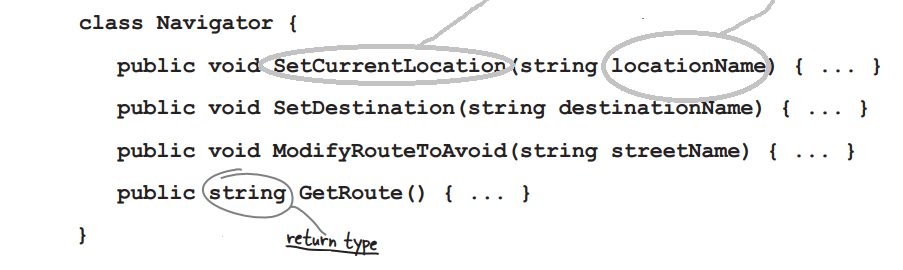 class Navigator {
public void SetCurrentLocation(string locationName) { ... }
public void SetDestination(string destinationName) { ... }
public void ModifyRouteToAvoid(string streetName) { ... }
public string GetRoute() { ... }
}
return type